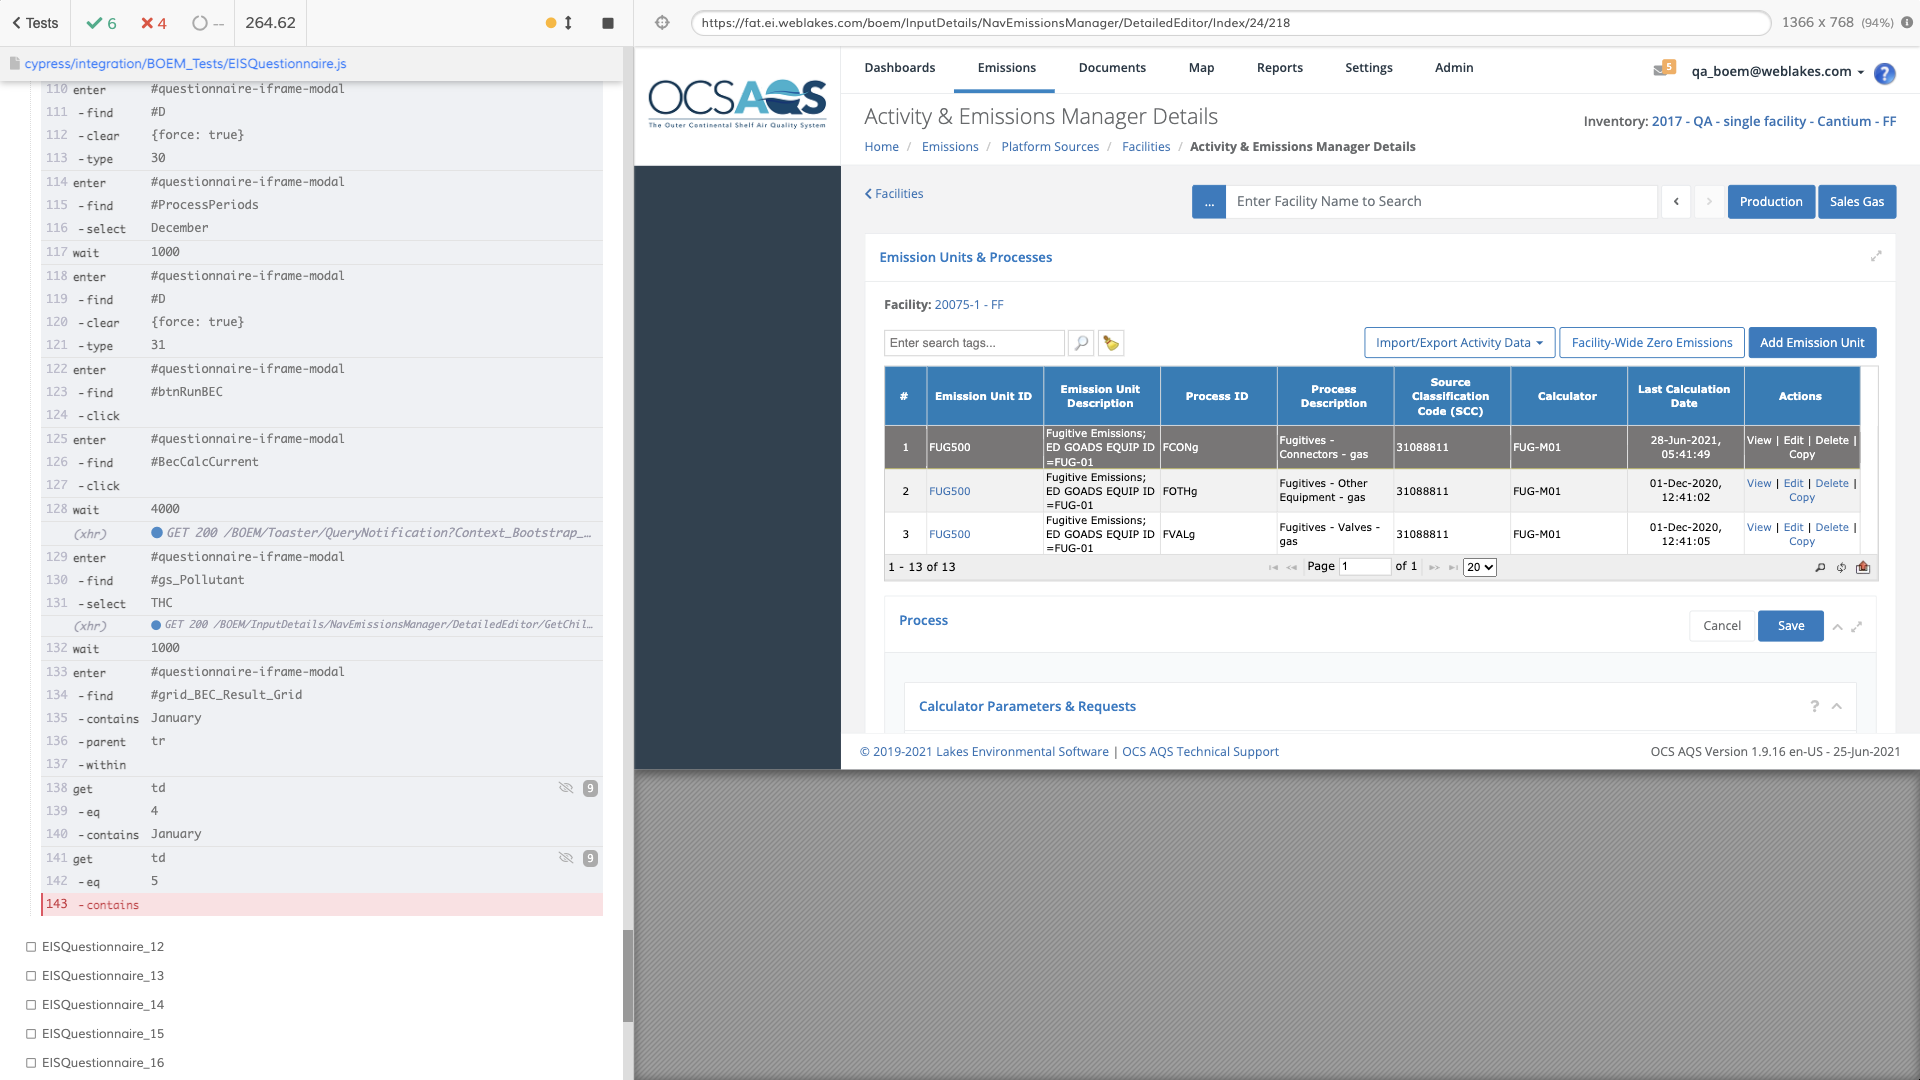 Tests
6
4
--
264.62
cypress/integration/BOEM_Tests/EISQuestionnaire.js
110 enter #questionnaire-iframe-modal
111 -find #D
112 -clear {force: true}
113 -type 30
114 enter #questionnaire-iframe-modal
115 -find #ProcessPeriods
116 -select December
117 wait 1000
118 enter #questionnaire-iframe-modal
119 -find #D
120 -clear {force: true}
121 -type 31
122 enter #questionnaire-iframe-modal
123 -find #btnRunBEC
124 -click
125 enter #questionnaire-iframe-modal
126 -find #BecCalcCurrent
127 -click
128 wait 4000
(xhr) GET 200 /BOEM/Toaster/QueryNotification?Context_Bootstrap_…
129 enter #questionnaire-iframe-modal
130 -find #gs_Pollutant
131 -select THC
(xhr) GET 200 /BOEM/InputDetails/NavEmissionsManager/DetailedEditor/GetChil…
132 wait 1000
133 enter #questionnaire-iframe-modal
134 -find #grid_BEC_Result_Grid
135 -contains January
136 -parent tr
137 -within
138 get td 9
139 -eq 4
140 -contains January
141 get td 9
142 -eq 5
143 -contains
EISQuestionnaire_12
EISQuestionnaire_13
EISQuestionnaire_14
EISQuestionnaire_15
EISQuestionnaire_16
https://fat.ei.weblakes.com/boem/InputDetails/NavEmissionsManager/DetailedEditor/Index/24/218
1366 x 768 (94%)
OCSAQS
The Outer Continental Shelf Air Quality System
Dashboards Emissions Documents Map Reports Settings Admin
5
qa_boem@weblakes.com
?
Activity & Emissions Manager Details
Inventory: 2017 - QA - single facility - Cantium - FF
Home / Emissions / Platform Sources / Facilities / Activity & Emissions Manager Details
Facilities
...
Enter Facility Name to Search
Production
Sales Gas
Emission Units & Processes
Facility: 20075-1 - FF
Enter search tags...
Import/Export Activity Data
Facility-Wide Zero Emissions
Add Emission Unit
# Emission Unit ID Emission Unit Description Process ID Process Description Source Classification Code (SCC) Calculator Last Calculation Date Actions
1 FUG500 Fugitive Emissions; ED GOADS EQUIP ID =FUG-01 FCONg Fugitives - Connectors - gas 31088811 FUG-M01 28-Jun-2021, 05:41:49 View | Edit | Delete | Copy
2 FUG500 Fugitive Emissions; ED GOADS EQUIP ID =FUG-01 FOTHg Fugitives - Other Equipment - gas 31088811 FUG-M01 01-Dec-2020, 12:41:02 View | Edit | Delete | Copy
3 FUG500 Fugitive Emissions; ED GOADS EQUIP ID =FUG-01 FVALg Fugitives - Valves - gas 31088811 FUG-M01 01-Dec-2020, 12:41:05 View | Edit | Delete | Copy
1 - 13 of 13
Page 1 of 1
20
Process
Cancel
Save
Calculator Parameters & Requests
?
© 2019-2021 Lakes Environmental Software | OCS AQS Technical Support
OCS AQS Version 1.9.16 en-US - 25-Jun-2021